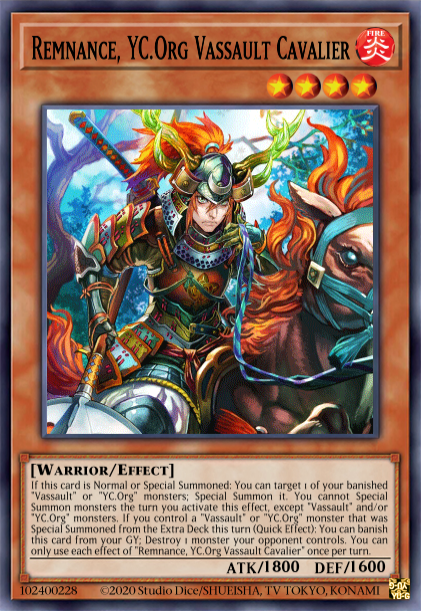 Remnance, YC.Org Vassault Cavalier
FIRE
炎
[Warrior/Effect]
If this card is Normal or Special Summoned: You can target 1 of your banished
"Vassault" or "YC.Org" monsters; Special Summon it. You cannot Special
Summon monsters the turn you activate this effect, except "Vassault" and/or
"YC.Org" monsters. If you control a "Vassault" or "YC.Org" monster that was
Special Summoned from the Extra Deck this turn (Quick Effect): You can banish
this card from your GY; Destroy 1 monster your opponent controls. You can
only use each effect of "Remnance, YC.Org Vassault Cavalier" once per turn.
ATK/1800 DEF/1600
102400228 ©2020 Studio Dice/SHUEISHA, TV TOKYO, KONAMI